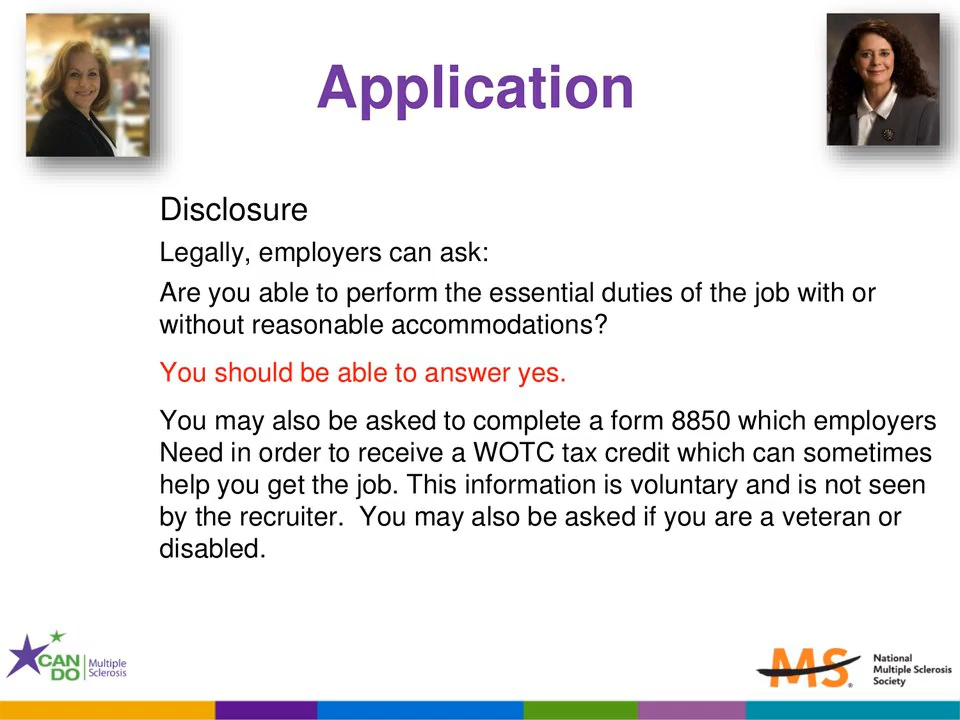 Application
Disclosure
Legally, employers can ask:
Are you able to perform the essential duties of the job with or
without reasonable accommodations?
You should be able to answer yes.
You may also be asked to complete a form 8850 which employers
Need in order to receive a WOTC tax credit which can sometimes
help you get the job. This information is voluntary and is not seen
by the recruiter.  You may also be asked if you are a veteran or
disabled.
CAN
DO
Multiple
Sclerosis
MS
National
Multiple Sclerosis
Society